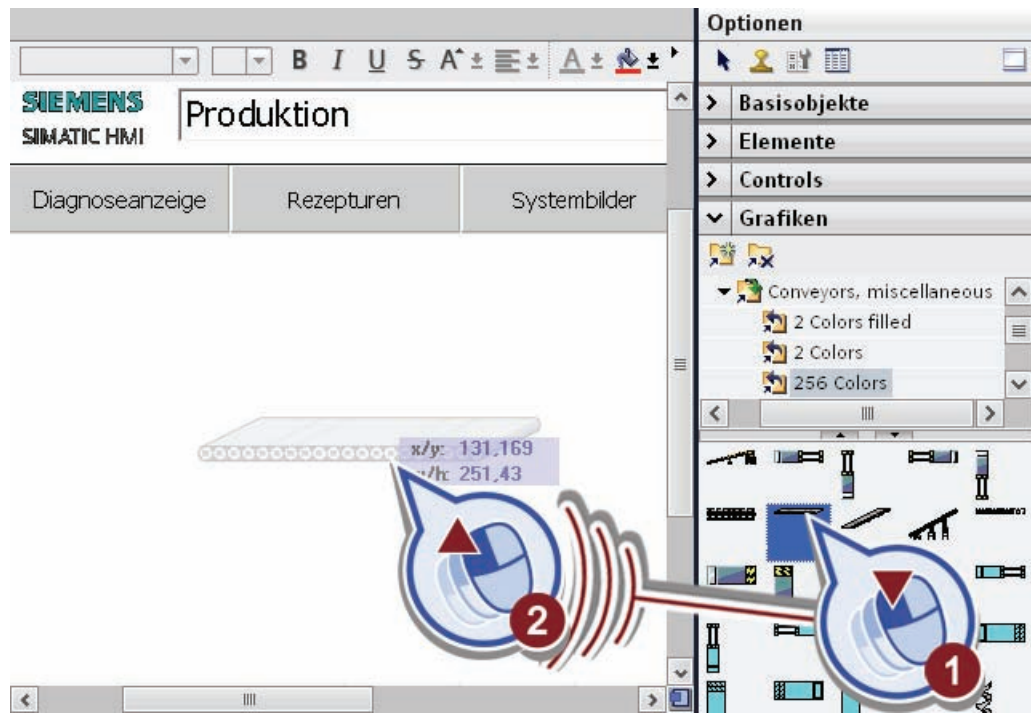 Optionen
B I U S A A
SIEMENS
SIMATIC HMI
Produktion
Diagnoseanzeige
Rezepturen
Systembilder
Basisobjekte
Elemente
Controls
Grafiken
Conveyors, miscellaneous
2 Colors filled
2 Colors
256 Colors
x/y: 131,169
/h: 251,43
2
1